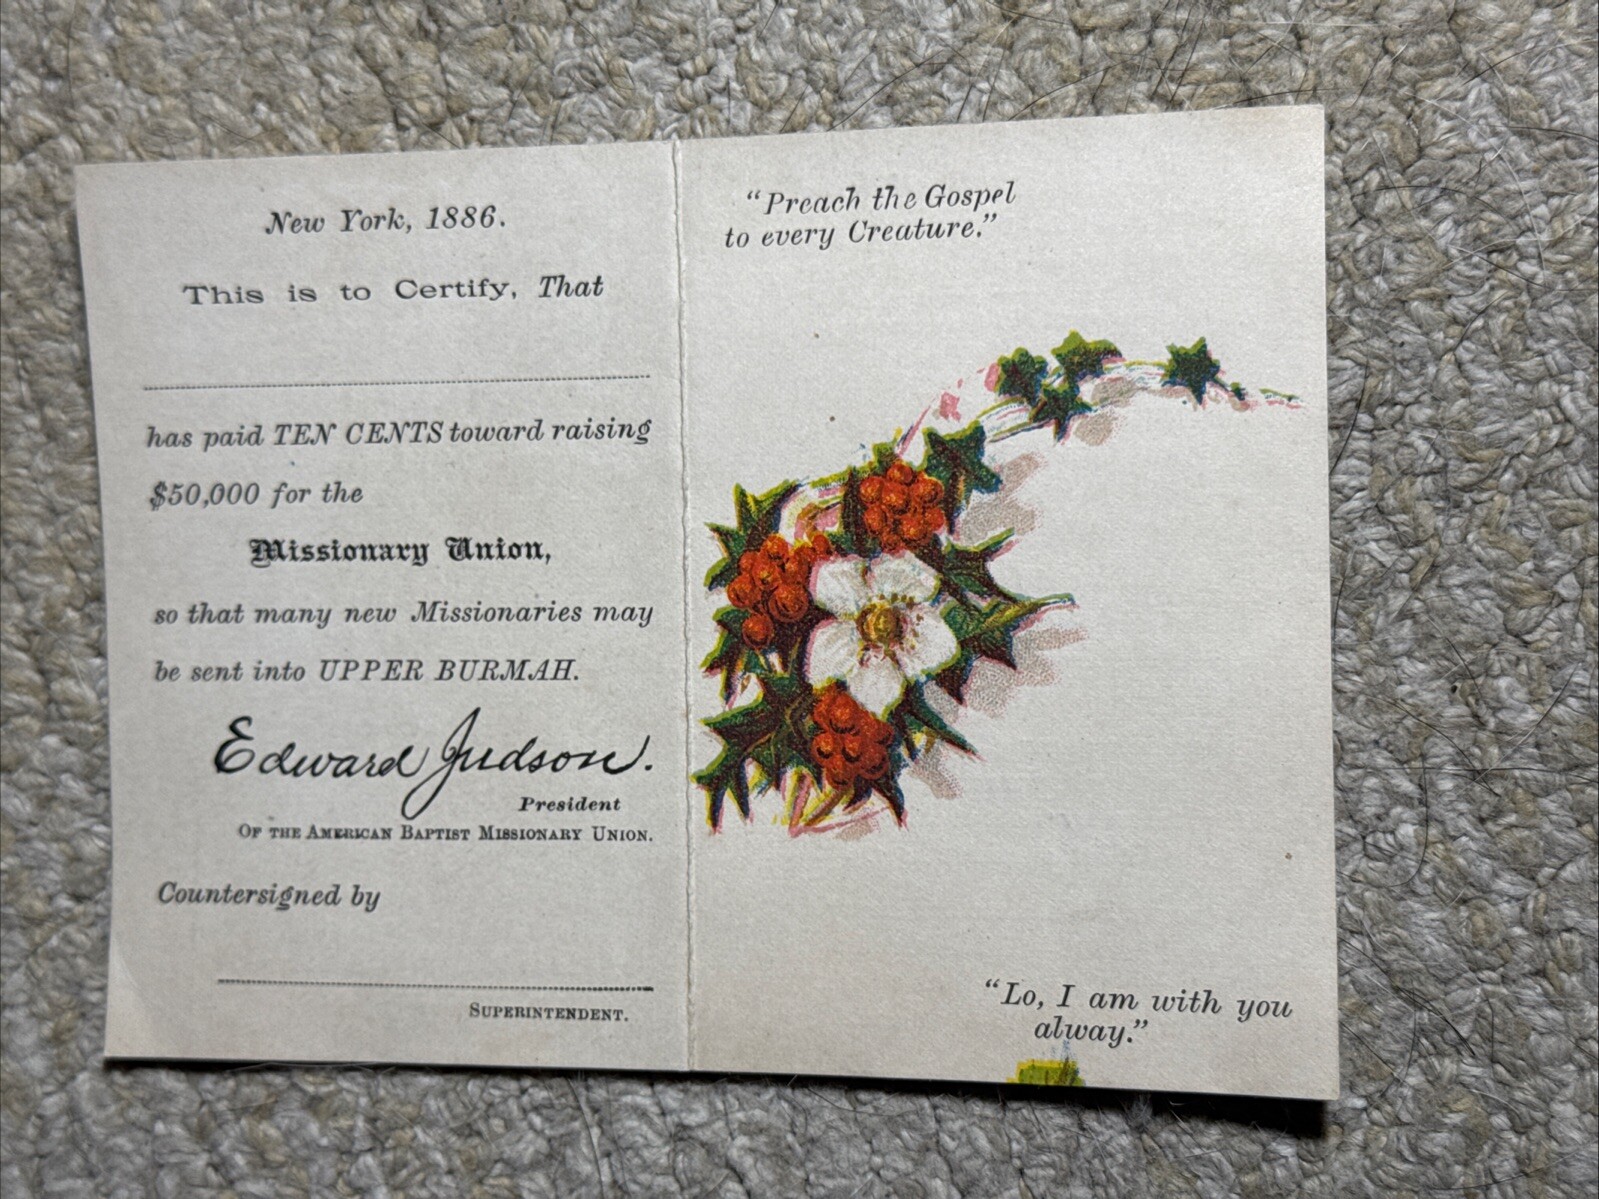 New York, 1886.
This is to Certify, That
has paid TEN CENTS toward raising
$50,000 for the
Missionary Union,
so that many new Missionaries may
be sent into UPPER BURMAH.
Edward Judson.
President
OF THE AMERICAN BAPTIST MISSIONARY UNION.
Countersigned by
SUPERINTENDENT.
“Preach the Gospel
to every Creature.”
“Lo, I am with you
alway.”